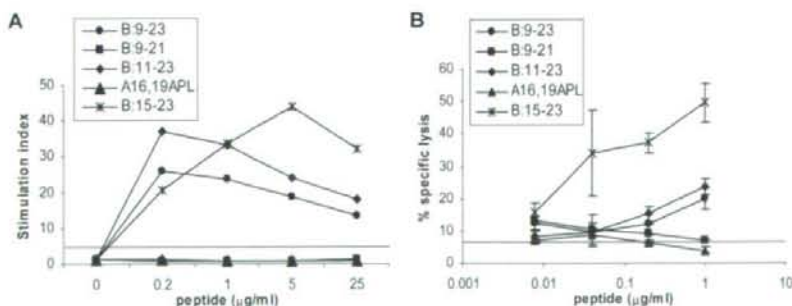 A
B:9-23
B:9-21
B:11-23
A16,19APL
B:15-23
Stimulation index
50
40
30
20
10
0
0 0.2 1 5 25
peptide (µg/ml)
B
B:9-23
B:9-21
B:11-23
A16,19APL
B:15-23
% specific lysis
60
50
40
30
20
10
0
0.001 0.01 0.1 1 10
peptide (µg/ml)